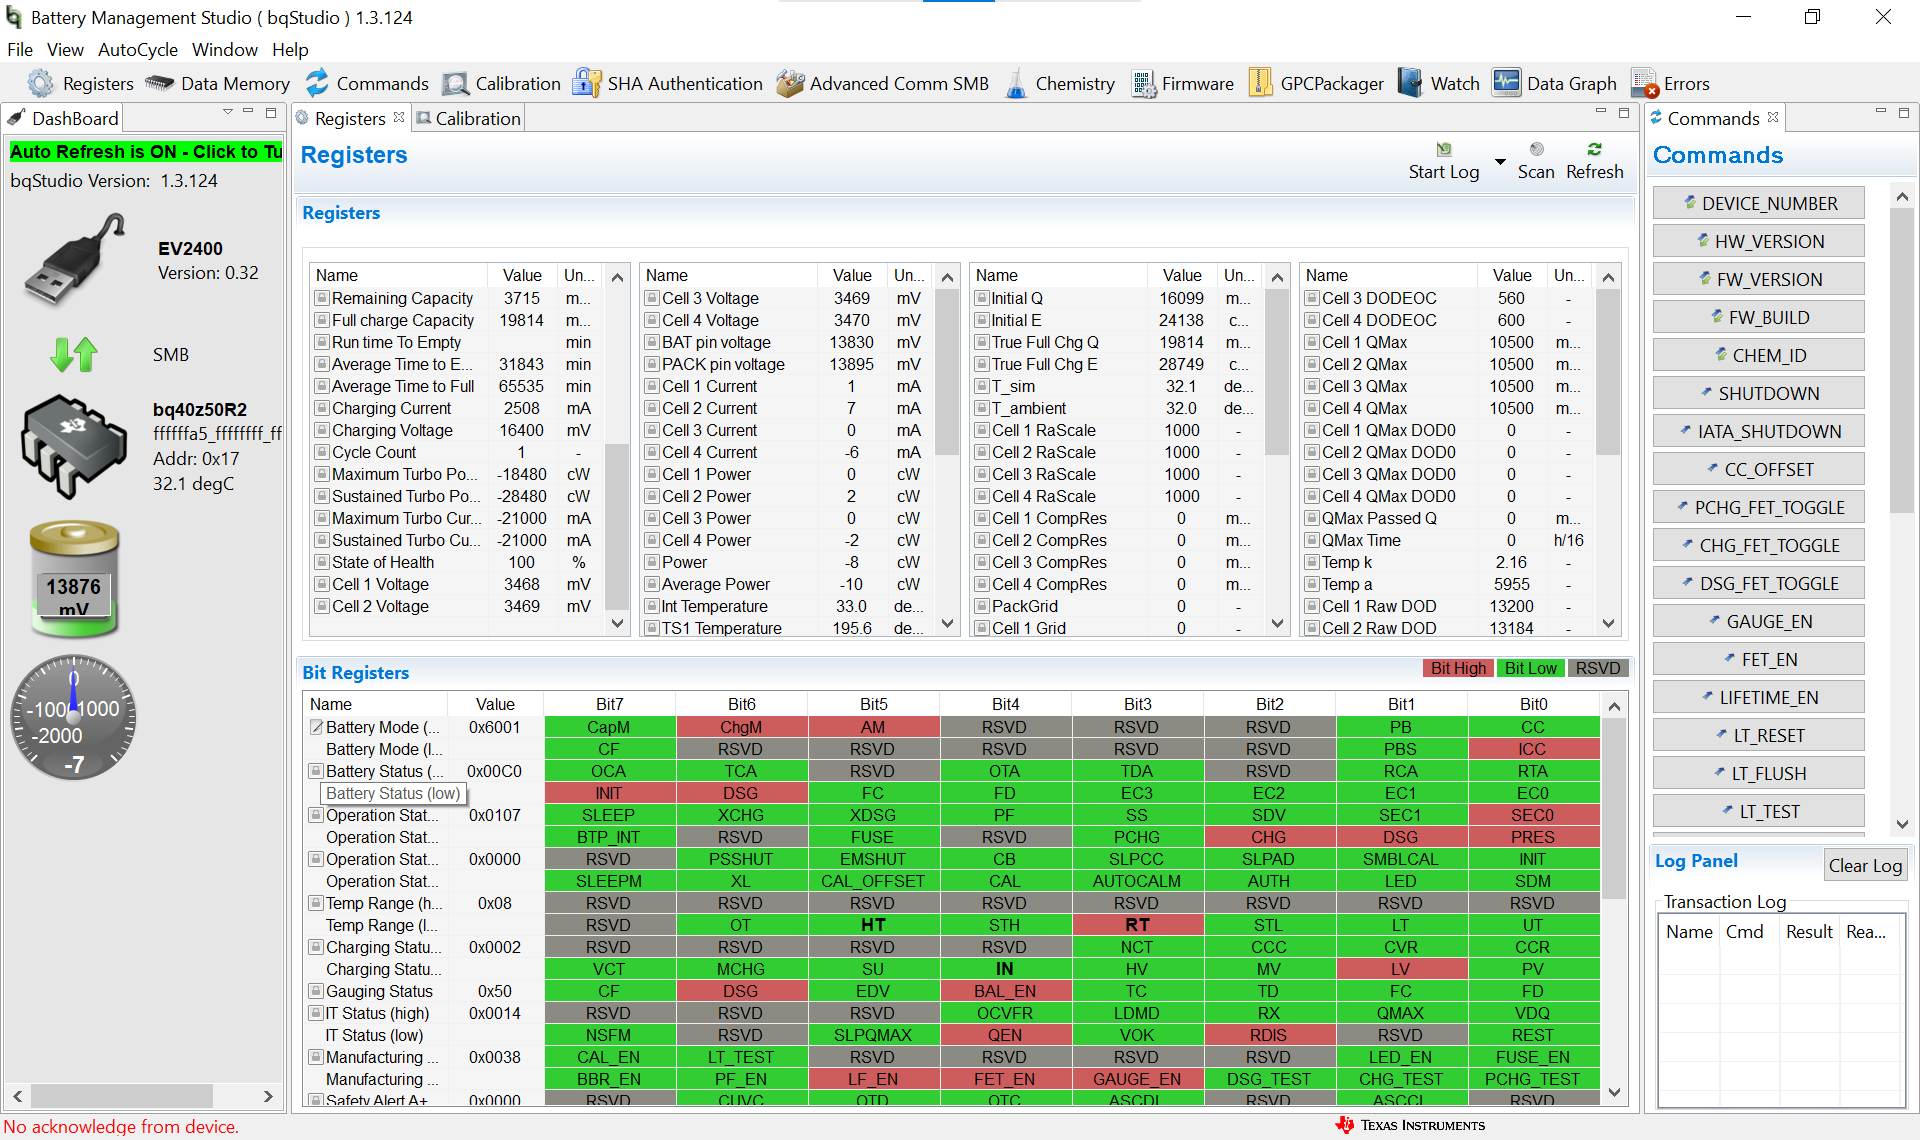 Battery Management Studio ( bqStudio ) 1.3.124
File View AutoCycle Window Help
Registers Data Memory Commands Calibration SHA Authentication Advanced Comm SMB Chemistry Firmware GPCPackager Watch Data Graph Errors
DashBoard
Auto Refresh is ON - Click to Tu
bqStudio Version: 1.3.124
EV2400
Version: 0.32
SMB
bq40z50R2
ffffffa5_ffffffff_ff
Addr: 0x17
32.1 degC
13876
mV
0
-1000 1000
-2000
-7
Registers Calibration
Registers
Start Log Scan Refresh
Registers
Name Value Un...
Remaining Capacity 3715 m...
Full charge Capacity 19814 m...
Run time To Empty min
Average Time to E... 31843 min
Average Time to Full 65535 min
Charging Current 2508 mA
Charging Voltage 16400 mV
Cycle Count 1 -
Maximum Turbo Po... -18480 cW
Sustained Turbo Po... -28480 cW
Maximum Turbo Cur... -21000 mA
Sustained Turbo Cu... -21000 mA
State of Health 100 %
Cell 1 Voltage 3468 mV
Cell 2 Voltage 3469 mV
Name Value Un...
Cell 3 Voltage 3469 mV
Cell 4 Voltage 3470 mV
BAT pin voltage 13830 mV
PACK pin voltage 13895 mV
Cell 1 Current 1 mA
Cell 2 Current 7 mA
Cell 3 Current 0 mA
Cell 4 Current -6 mA
Cell 1 Power 0 cW
Cell 2 Power 2 cW
Cell 3 Power 0 cW
Cell 4 Power -2 cW
Power -8 cW
Average Power -10 cW
Int Temperature 33.0 de...
TS1 Temperature 195.6 de...
Name Value Un...
Initial Q 16099 m...
Initial E 24138 c...
True Full Chg Q 19814 m...
True Full Chg E 28749 c...
T_sim 32.1 de...
T_ambient 32.0 de...
Cell 1 RaScale 1000 -
Cell 2 RaScale 1000 -
Cell 3 RaScale 1000 -
Cell 4 RaScale 1000 -
Cell 1 CompRes 0 m...
Cell 2 CompRes 0 m...
Cell 3 CompRes 0 m...
Cell 4 CompRes 0 m...
PackGrid 0 -
Cell 1 Grid 0 -
Name Value Un...
Cell 3 DODEOC 560 -
Cell 4 DODEOC 600 -
Cell 1 QMax 10500 m...
Cell 2 QMax 10500 m...
Cell 3 QMax 10500 m...
Cell 4 QMax 10500 m...
Cell 1 QMax DOD0 0 -
Cell 2 QMax DOD0 0 -
Cell 3 QMax DOD0 0 -
Cell 4 QMax DOD0 0 -
QMax Passed Q 0 m...
QMax Time 0 h/16
Temp k 2.16 -
Temp a 5955 -
Cell 1 Raw DOD 13200 -
Cell 2 Raw DOD 13184 -
Bit Registers Bit High Bit Low RSVD
Name Value Bit7 Bit6 Bit5 Bit4 Bit3 Bit2 Bit1 Bit0
Battery Mode (... 0x6001 CapM ChgM AM RSVD RSVD RSVD PB CC
Battery Mode (l... CF RSVD RSVD RSVD RSVD RSVD PBS ICC
Battery Status (... 0x00C0 OCA TCA RSVD OTA TDA RSVD RCA RTA
Battery Status (low) INIT DSG FC FD EC3 EC2 EC1 EC0
Operation Stat... 0x0107 SLEEP XCHG XDSG PF SS SDV SEC1 SEC0
Operation Stat... BTP_INT RSVD FUSE RSVD PCHG CHG DSG PRES
Operation Stat... 0x0000 RSVD PSSHUT EMSHUT CB SLPCC SLPAD SMBLCAL INIT
Operation Stat... SLEEPM XL CAL_OFFSET CAL AUTOCALM AUTH LED SDM
Temp Range (h... 0x08 RSVD RSVD RSVD RSVD RSVD RSVD RSVD RSVD
Temp Range (l... RSVD OT HT STH RT STL LT UT
Charging Statu... 0x0002 RSVD RSVD RSVD RSVD NCT CCC CVR CCR
Charging Statu... VCT MCHG SU IN HV MV LV PV
Gauging Status 0x50 CF DSG EDV BAL_EN TC TD FC FD
IT Status (high) 0x0014 RSVD RSVD RSVD OCVFR LDMD RX QMAX VDQ
IT Status (low) NSFM RSVD SLPQMAX QEN VOK RDIS RSVD REST
Manufacturing ... 0x0038 CAL_EN LT_TEST RSVD RSVD RSVD RSVD LED_EN FUSE_EN
Manufacturing ... BBR_EN PF_EN LF_EN FET_EN GAUGE_EN DSG_TEST CHG_TEST PCHG_TEST
Safety Alert A+... 0x0000 RSVD CUVC OTD OTC ASCDL RSVD ASCCL RSVD
Commands
Commands
DEVICE_NUMBER
HW_VERSION
FW_VERSION
FW_BUILD
CHEM_ID
SHUTDOWN
IATA_SHUTDOWN
CC_OFFSET
PCHG_FET_TOGGLE
CHG_FET_TOGGLE
DSG_FET_TOGGLE
GAUGE_EN
FET_EN
LIFETIME_EN
LT_RESET
LT_FLUSH
LT_TEST
Log Panel Clear Log
Transaction Log
Name Cmd Result Rea...
No acknowledge from device.
TEXAS INSTRUMENTS